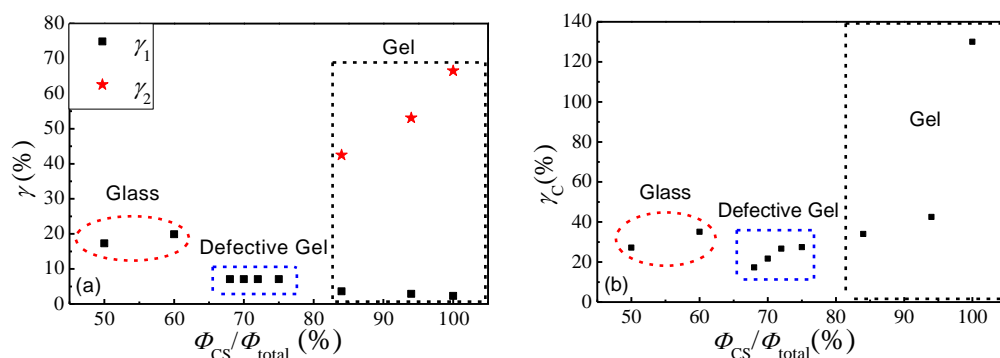 80
70
60
50
40
30
20
10
0
γ (%)
γ1
γ2
Gel
Glass
Defective Gel
(a)
50 60 70 80 90 100
ΦCS/Φtotal (%)
140
120
100
80
60
40
20
0
γC (%)
Gel
Glass
Defective Gel
(b)
50 60 70 80 90 100
ΦCS/Φtotal (%)